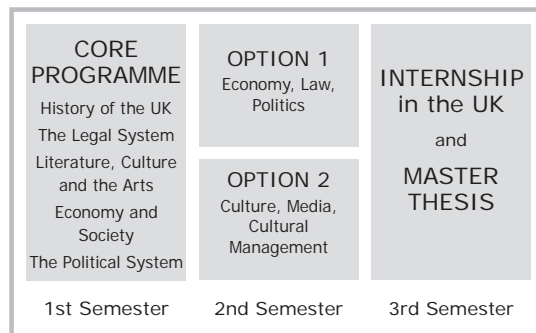 CORE
PROGRAMME
History of the UK
The Legal System
Literature, Culture
and the Arts
Economy and
Society
The Political System
1st Semester
OPTION 1
Economy, Law,
Politics
OPTION 2
Culture, Media,
Cultural
Management
2nd Semester
INTERNSHIP
in the UK
and
MASTER
THESIS
3rd Semester